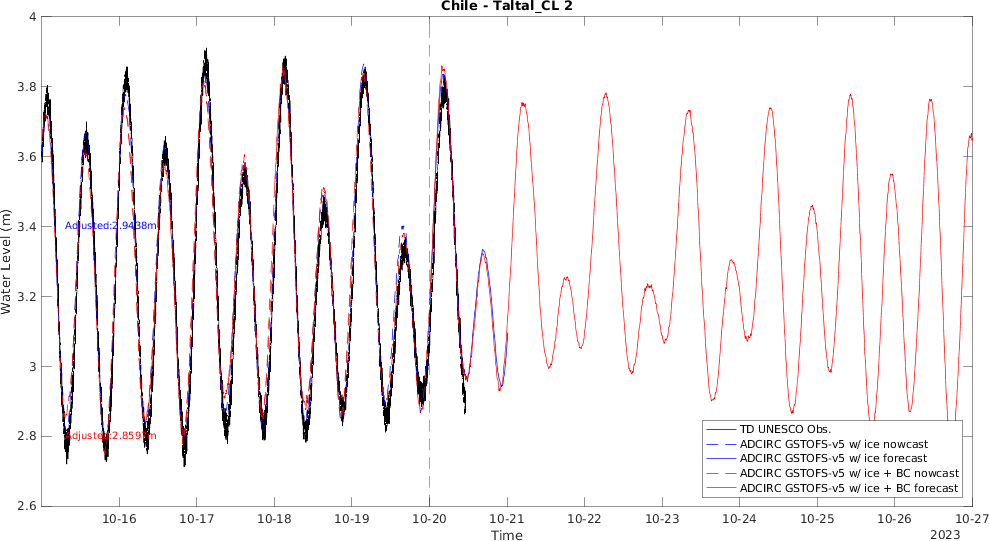 Chile - Taltal_CL 2
4
3.8
3.6
3.4
3.2
3
2.8
2.6
Water Level (m)
Adjusted:2.9438m
TD UNESCO Obs.
ADCIRC GSTOFS-v5 w/ ice nowcast
ADCIRC GSTOFS-v5 w/ ice forecast
ADCIRC GSTOFS-v5 w/ ice + BC nowcast
ADCIRC GSTOFS-v5 w/ ice + BC forecast
10-16 10-17 10-18 10-19 10-20 10-21 10-22 10-23 10-24 10-25 10-26 10-27
Time
2023